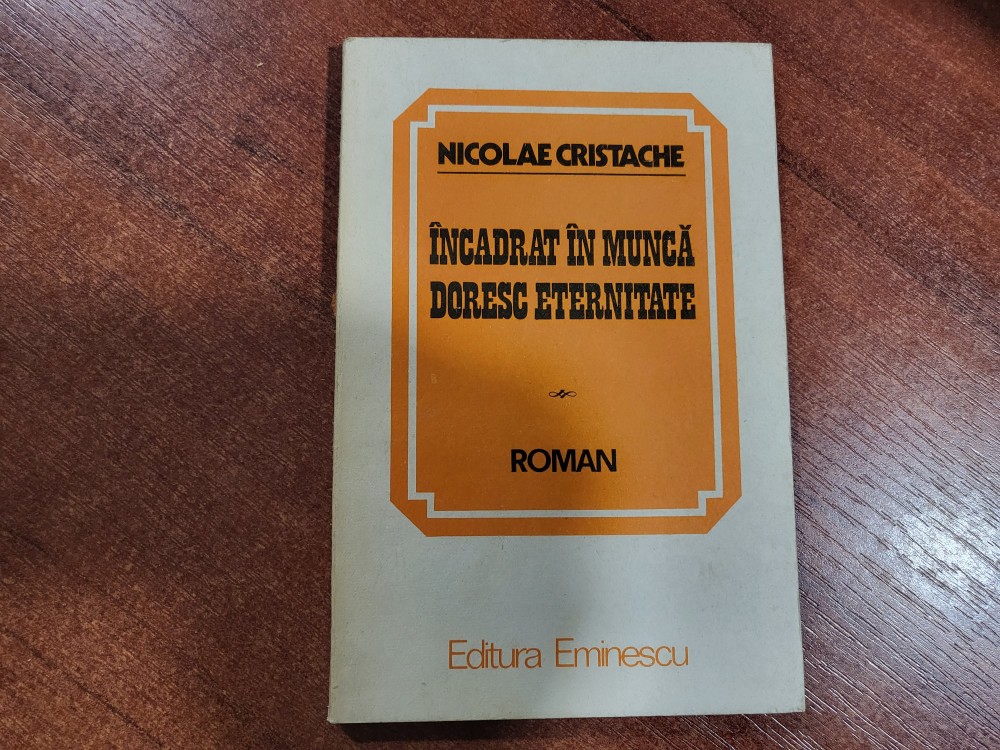 NICOLAE CRISTACHE
ÎNCADRAT ÎN MUNCĂ
DORESC ETERNITATE
ROMAN
Editura Eminescu